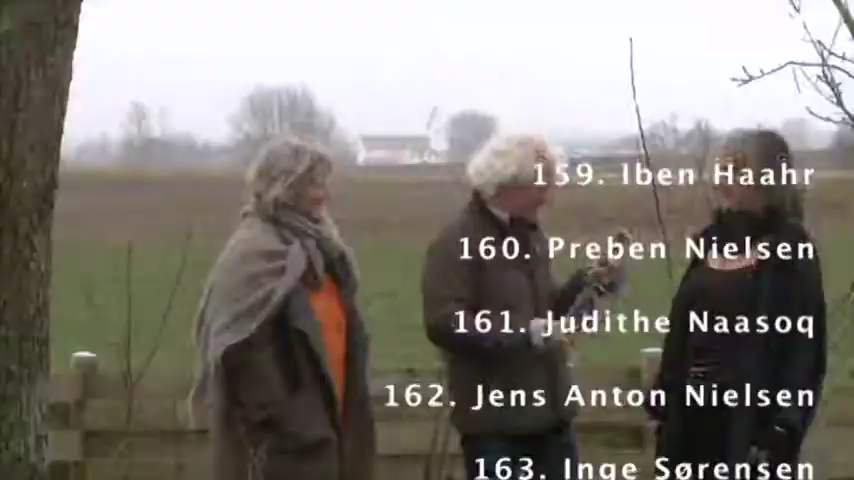 159. Iben Haahr
160. Preben Nielsen
161. Judithe Naasoq
162. Jens Anton Nielsen
163. Inge Sørensen